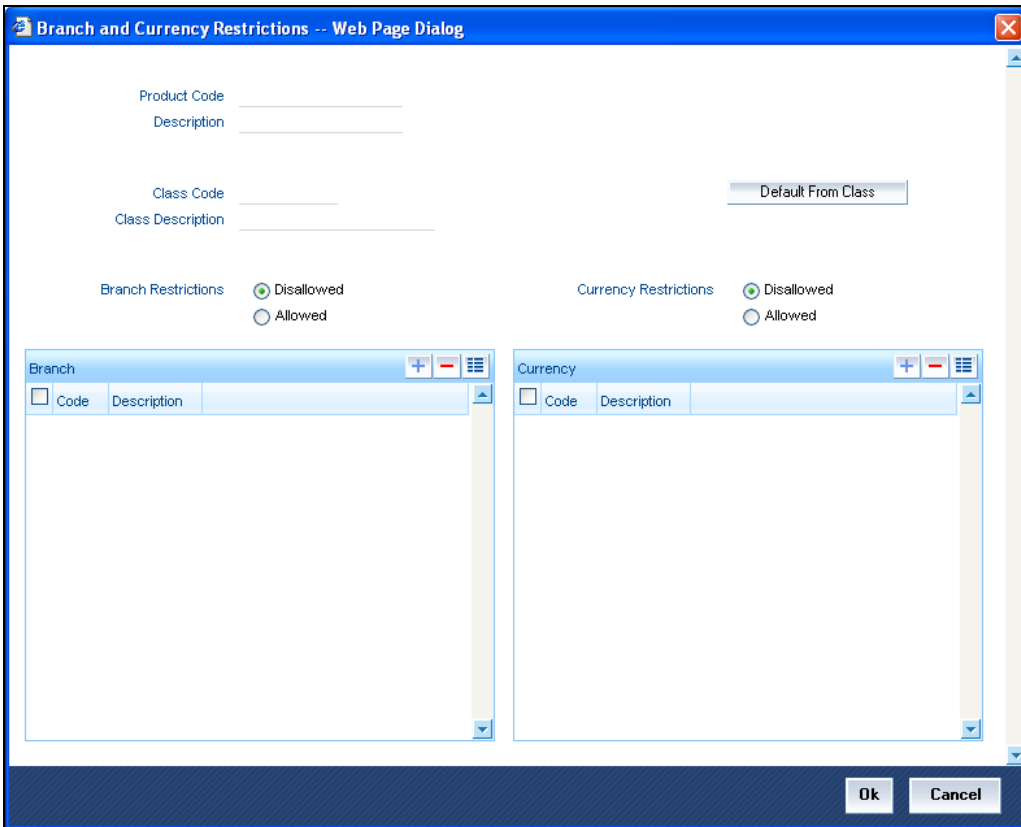 Branch and Currency Restrictions -- Web Page Dialog
Product Code
Description
Class Code
Default From Class
Class Description
Branch Restrictions
Disallowed
Allowed
Currency Restrictions
Disallowed
Allowed
Branch
Code Description
Currency
Code Description
Ok
Cancel